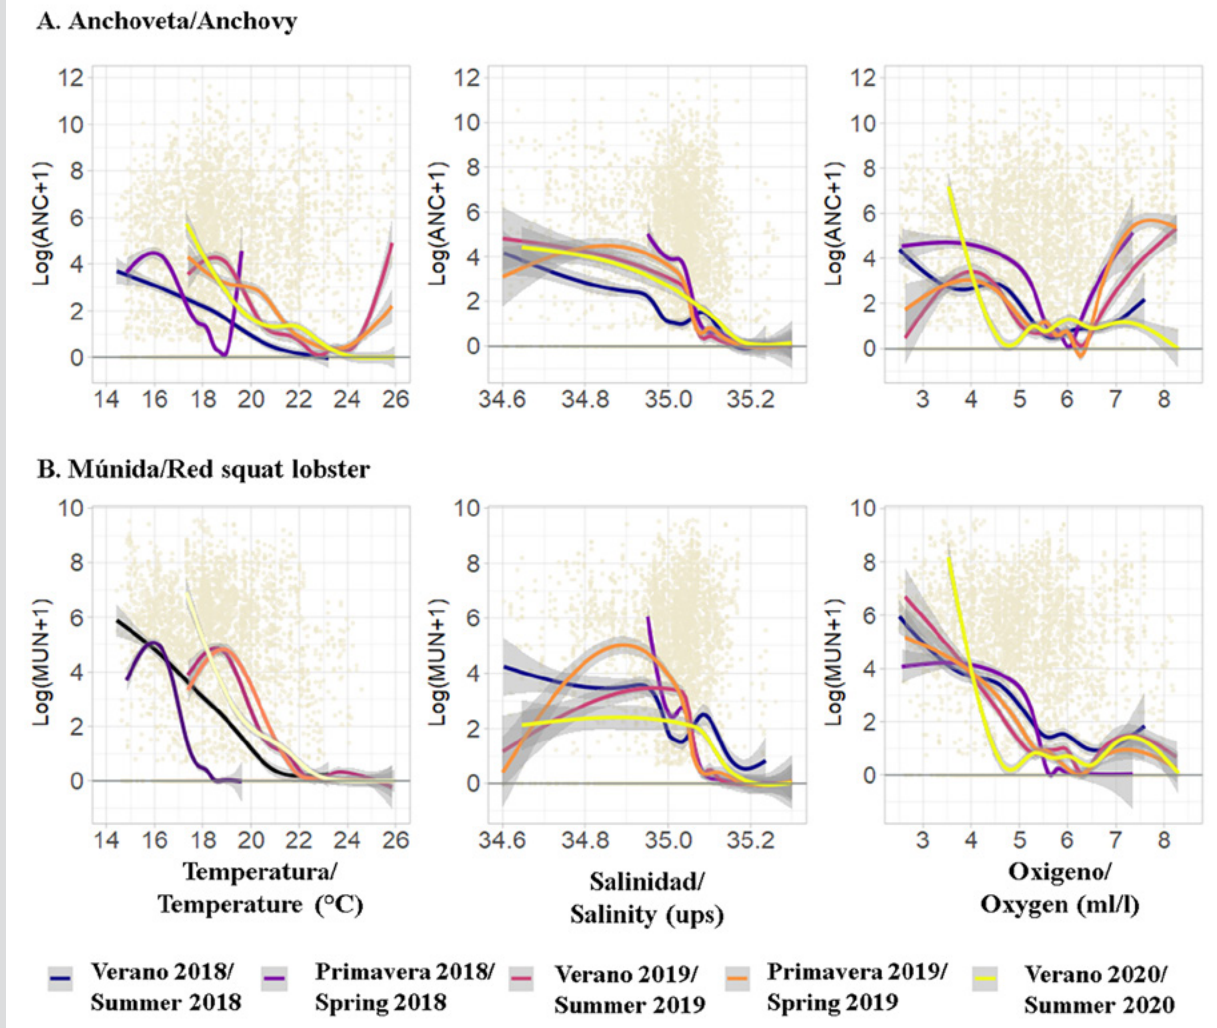 A. Anchoveta/Anchovy
Log(ANC+1)
12
10
8
6
4
2
0
14 16 18 20 22 24 26
Log(ANC+1)
12
10
8
6
4
2
0
34.6 34.8 35.0 35.2
Log(ANC+1)
12
10
8
6
4
2
0
3 4 5 6 7 8
B. Múnida/Red squat lobster
Log(MUN+1)
10
8
6
4
2
0
14 16 18 20 22 24 26
Temperatura/
Temperature (°C)
Log(MUN+1)
10
8
6
4
2
0
34.6 34.8 35.0 35.2
Salinidad/
Salinity (ups)
Log(MUN+1)
10
8
6
4
2
0
3 4 5 6 7 8
Oxigeno/
Oxygen (ml/l)
Verano 2018/
Summer 2018
Primavera 2018/
Spring 2018
Verano 2019/
Summer 2019
Primavera 2019/
Spring 2019
Verano 2020/
Summer 2020